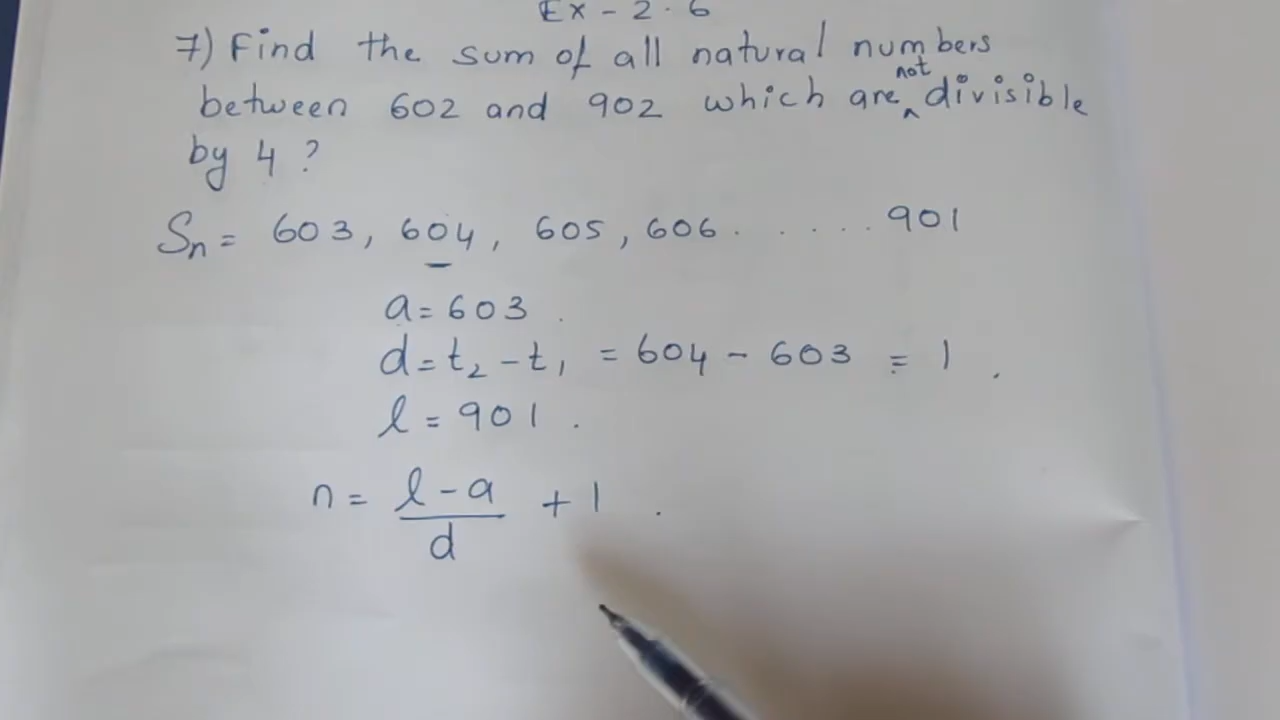 Ex - 2.6
7) Find the sum of all natural numbers
between 602 and 902 which are not divisible
by 4 ?
Sn = 603, 604, 605, 606 . . . . . . 901
a = 603 .
d = t2 - t1 = 604 - 603 = 1 .
l = 901 .
n = l - a / d + 1 .